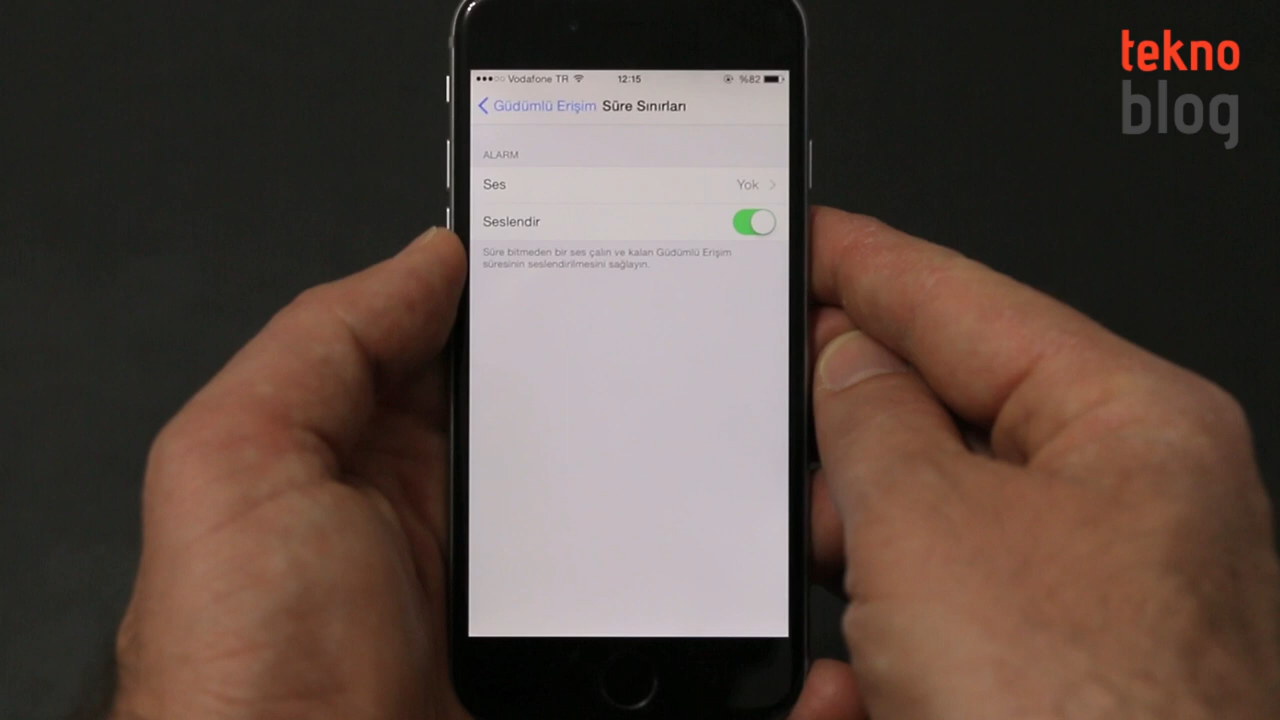 tekno
blog
Vodafone TR 12:15 %82
Güdümlü Erişim Süre Sınırları
ALARM
Ses Yok
Seslendir
Süre bitmeden bir ses çalın ve kalan Güdümlü Erişim
süresinin seslendirilmesini sağlayın.